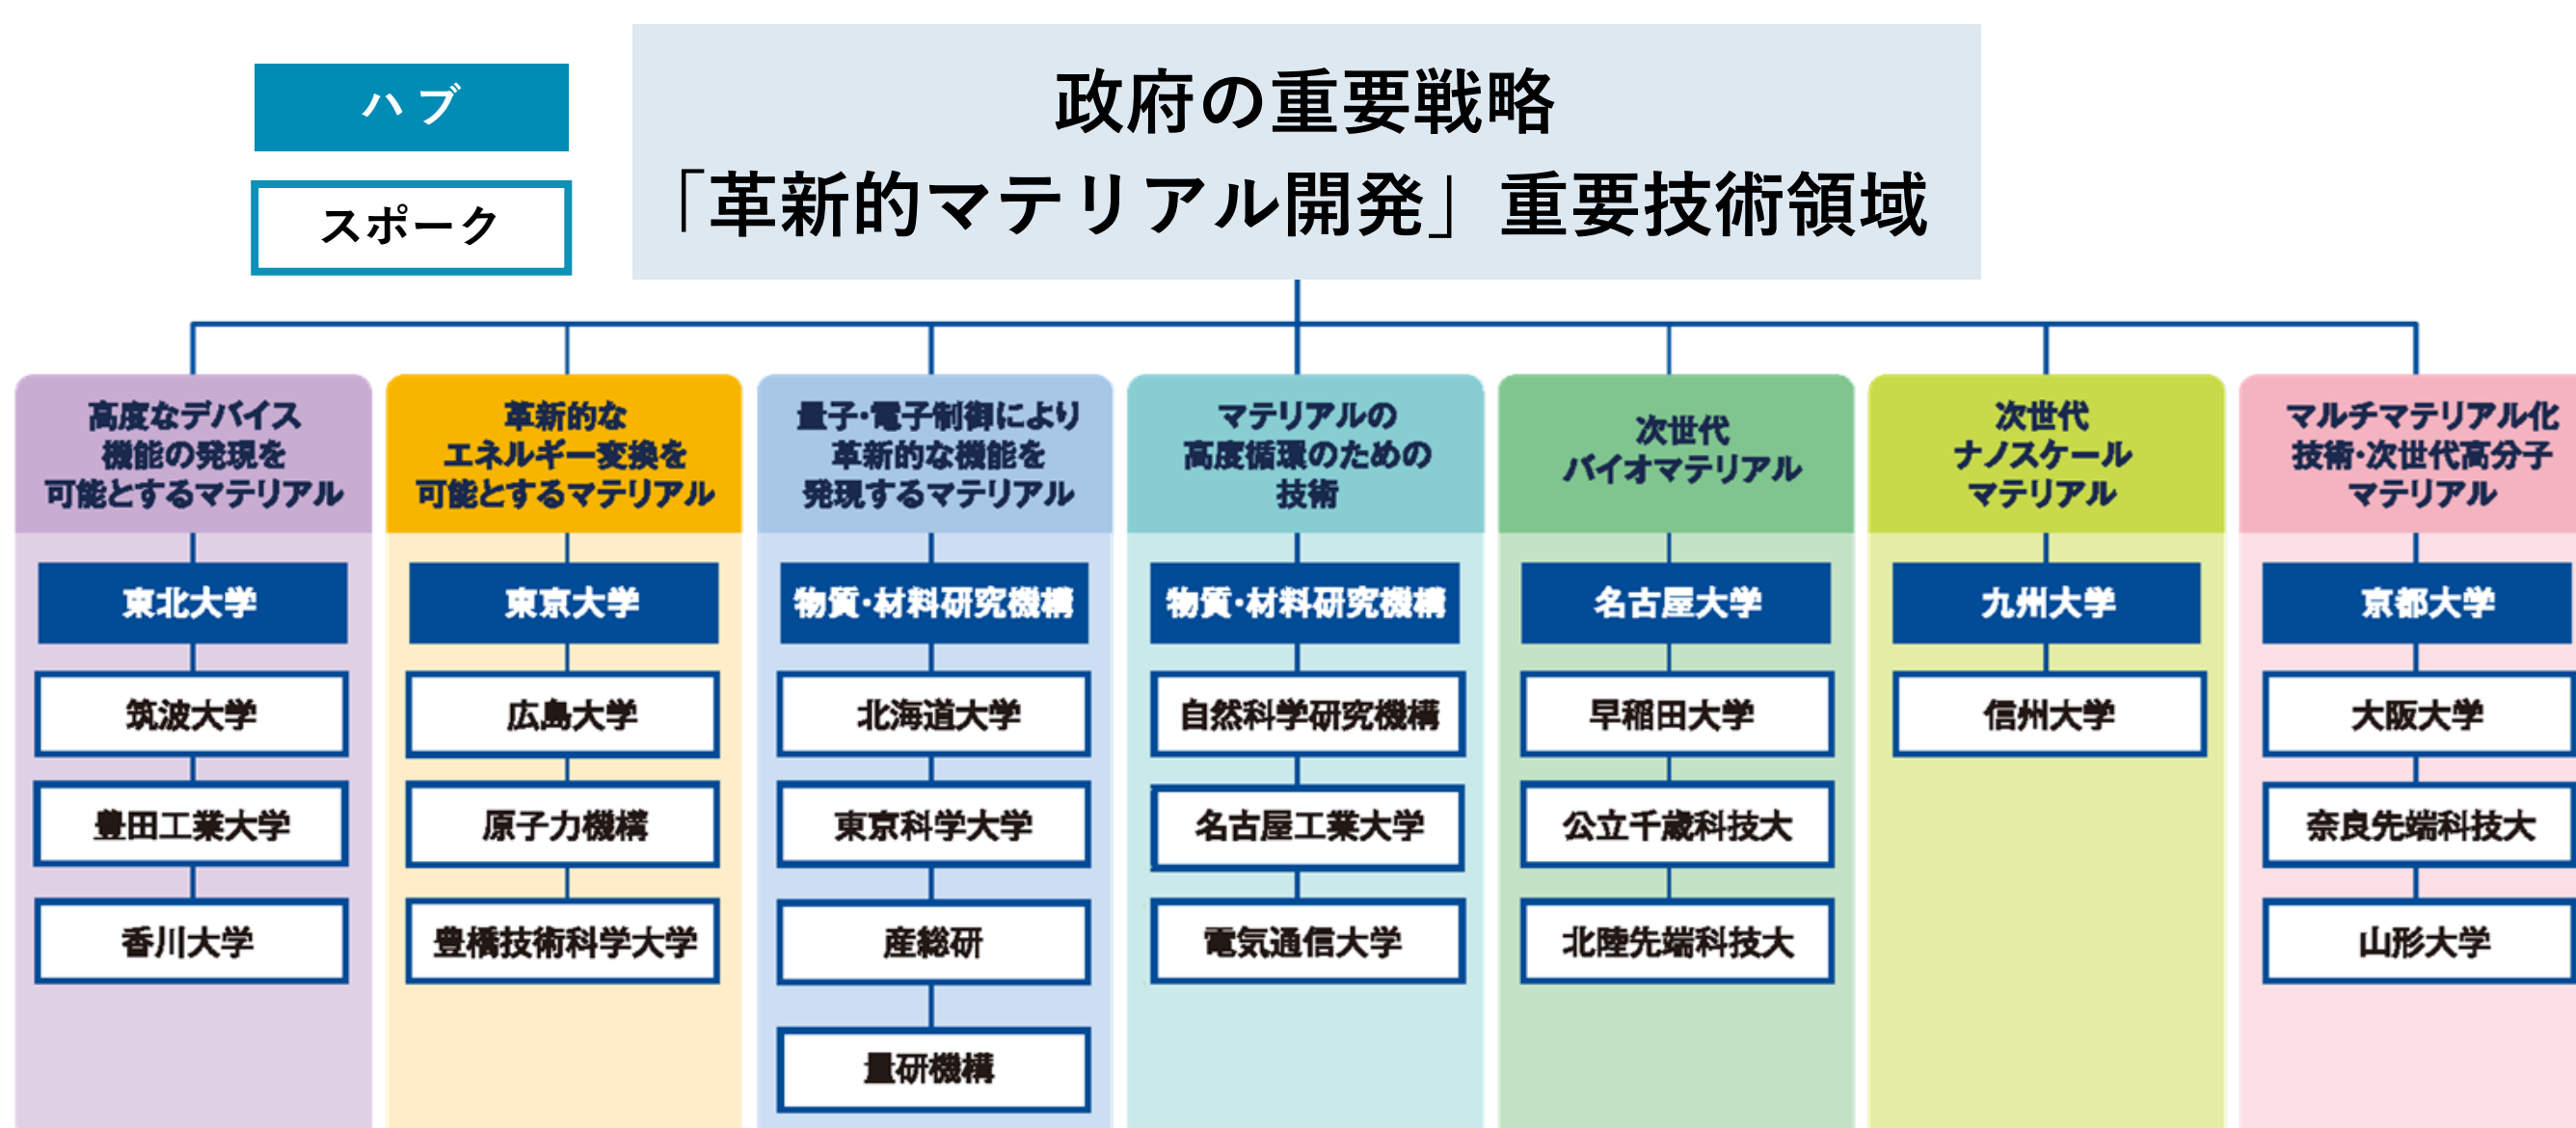 ハブ
スポーク
政府の重要戦略
「革新的マテリアル開発」重要技術領域
高度なデバイス
機能の発現を
可能とするマテリアル
東北大学
筑波大学
豊田工業大学
香川大学
革新的な
エネルギー変換を
可能とするマテリアル
東京大学
広島大学
原子力機構
豊橋技術科学大学
量子・電子制御により
革新的な機能を
発現するマテリアル
物質・材料研究機構
北海道大学
東京科学大学
産総研
量研機構
マテリアルの
高度循環のための
技術
物質・材料研究機構
自然科学研究機構
名古屋工業大学
電気通信大学
次世代
バイオマテリアル
名古屋大学
早稲田大学
公立千歳科技大
北陸先端科技大
次世代
ナノスケール
マテリアル
九州大学
信州大学
マルチマテリアル化
技術・次世代高分子
マテリアル
京都大学
大阪大学
奈良先端科技大
山形大学